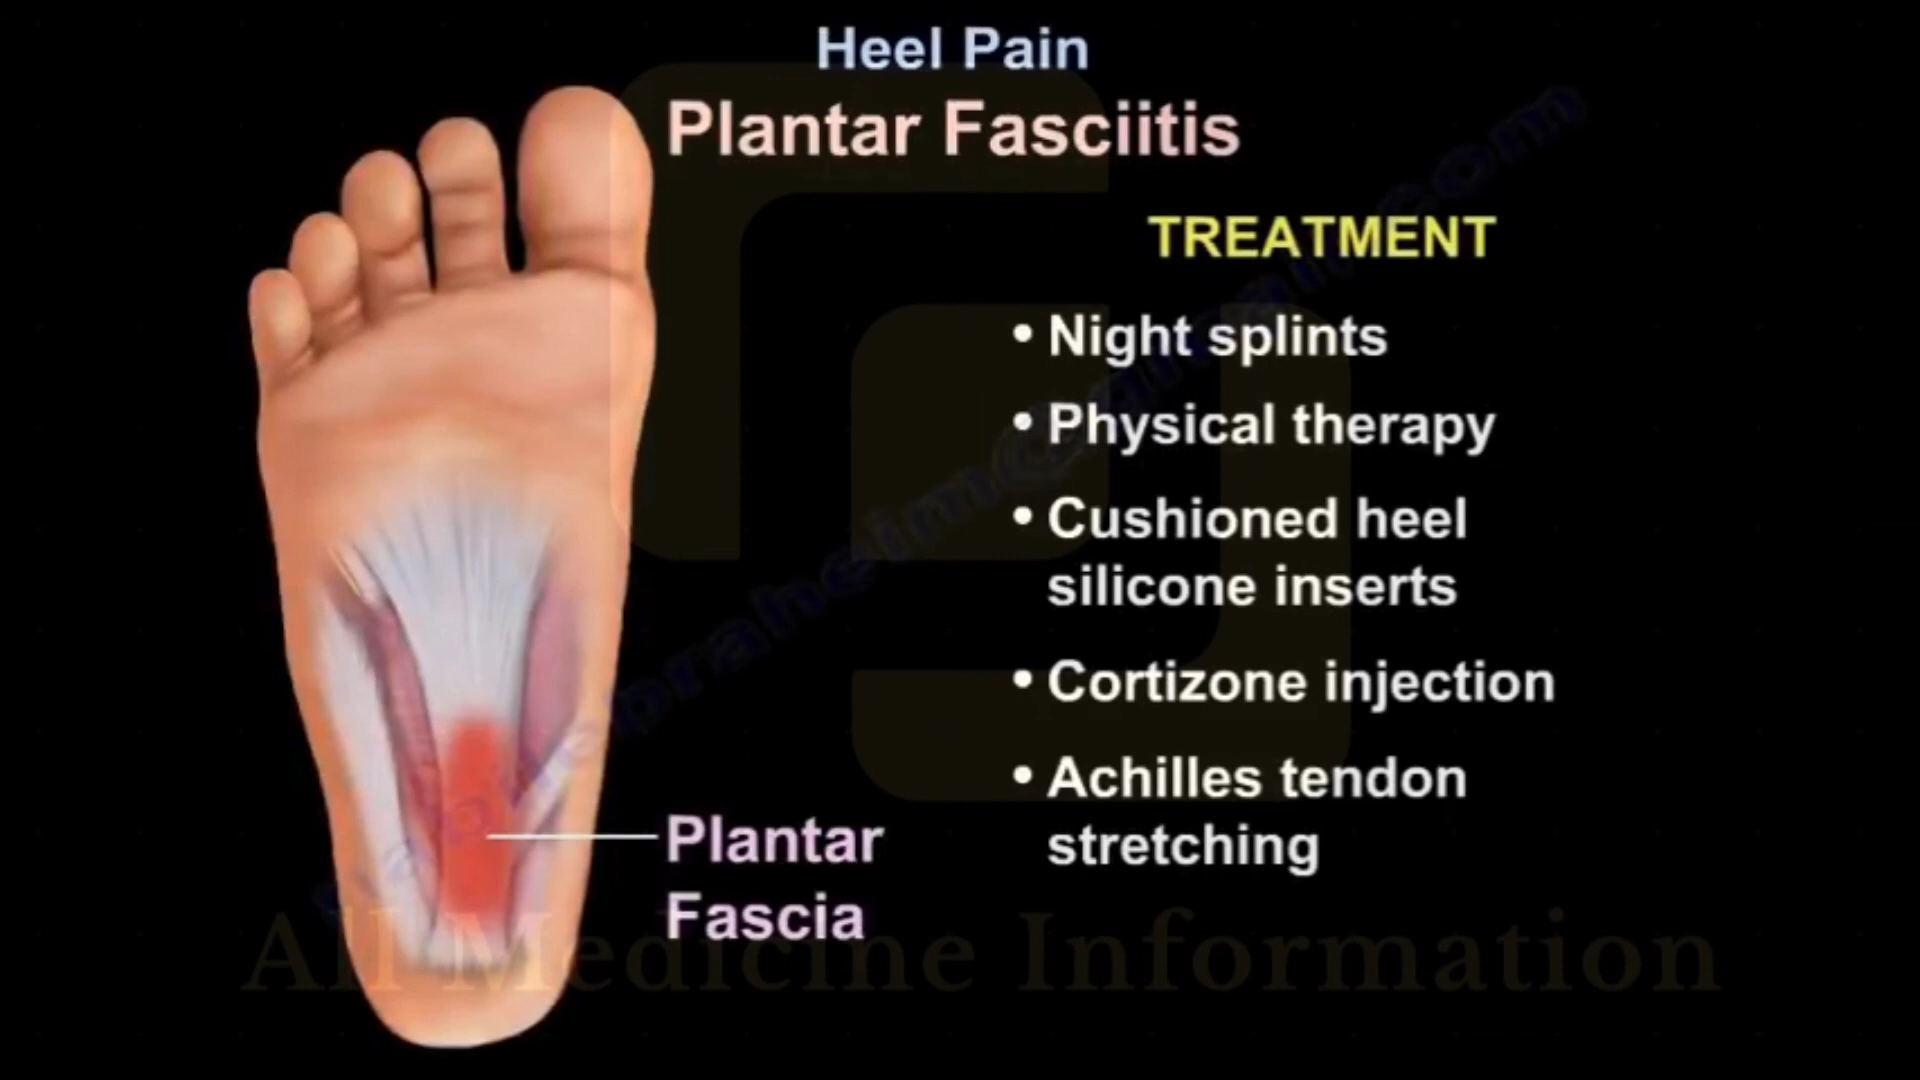 Heel Pain
Plantar Fasciitis
TREATMENT
• Night splints
• Physical therapy
• Cushioned heel
silicone inserts
• Cortizone injection
• Achilles tendon
stretching
Plantar
Fascia
All Medicine Information